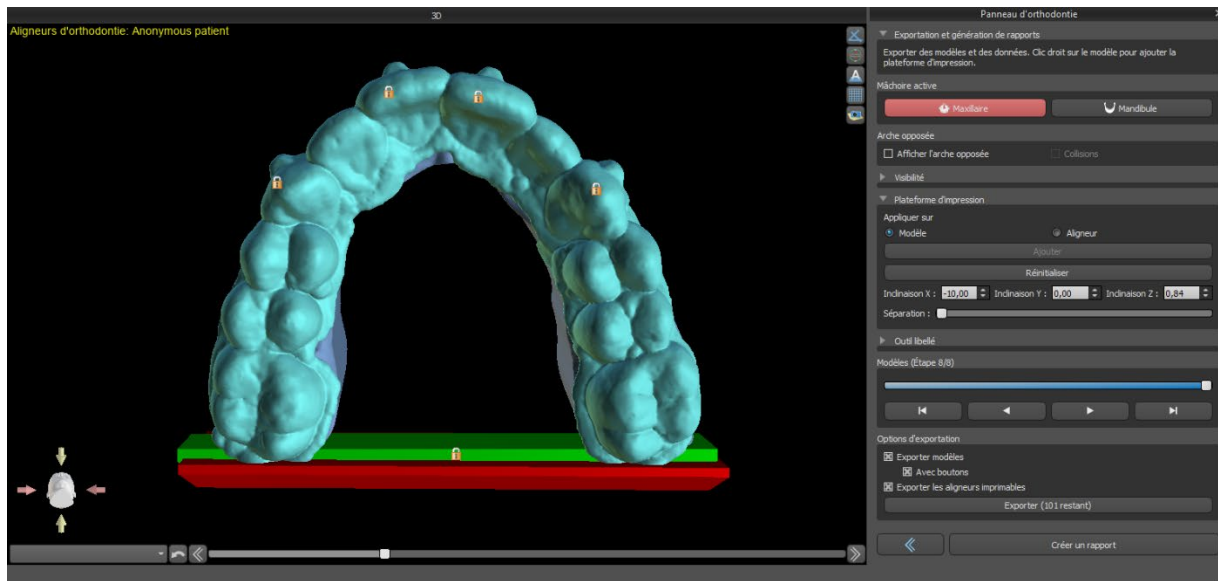 3D
Aligneurs d'orthodontie: Anonymous patient
A
Panneau d'orthodontie
Exportation et génération de rapports
Exporter des modèles et des données. Clic droit sur le modèle pour ajouter la
plateforme d'impression.
Mâchoire active
Maxillaire
Mandibule
Arche opposée
Afficher l'arche opposée
Collisions
Visibilité
Plateforme d'impression
Appliquer sur
Modèle
Aligneur
Ajouter
Réinitialiser
Inclinaison X : -10,00 Inclinaison Y : 0,00 Inclinaison Z : 0,84
Séparation :
Outil libellé
Modèles (Étape 8/8)
Options d'exportation
Exporter modèles
Avec boutons
Exporter les aligneurs imprimables
Exporter (101 restant)
Créer un rapport